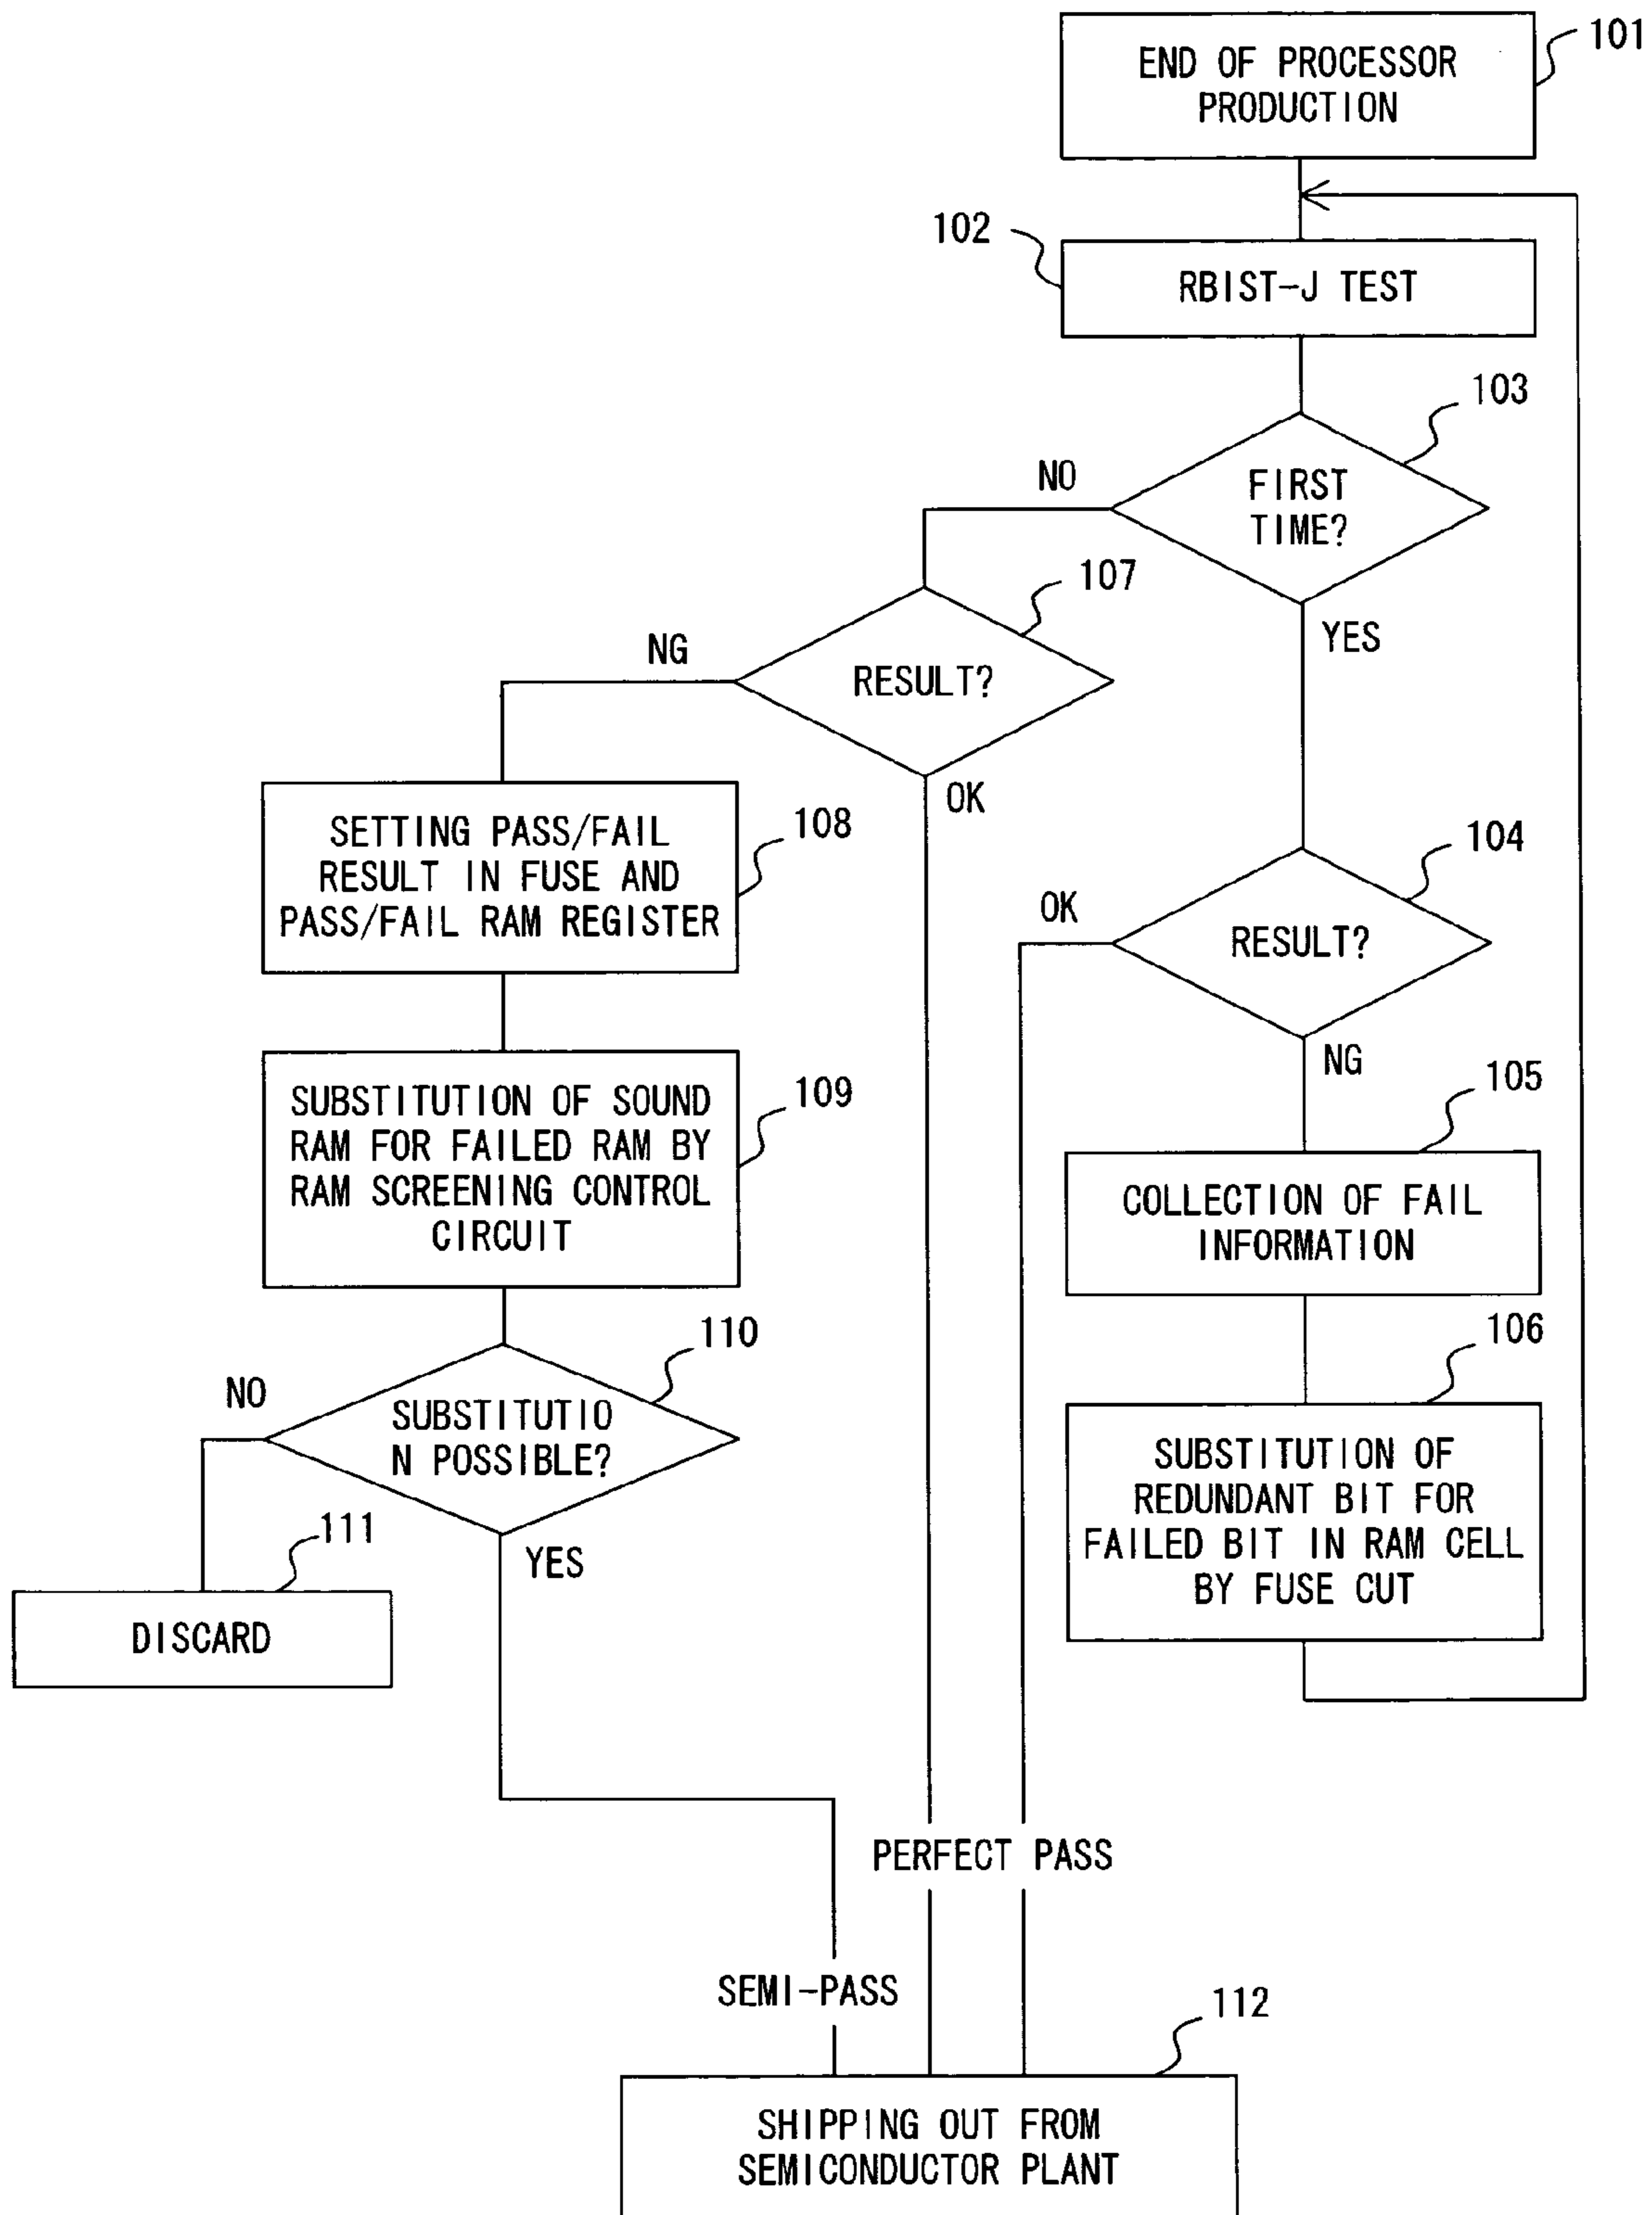 END OF PROCESSOR
PRODUCTION
101
102
RBIST-J TEST
103
FIRST
TIME?
NO
YES
107
RESULT?
NG
OK
104
RESULT?
OK
NG
108
SETTING PASS/FAIL
RESULT IN FUSE AND
PASS/FAIL RAM REGISTER
109
SUBSTITUTION OF SOUND
RAM FOR FAILED RAM BY
RAM SCREENING CONTROL
CIRCUIT
105
COLLECTION OF FAIL
INFORMATION
106
SUBSTITUTION OF
REDUNDANT BIT FOR
FAILED BIT IN RAM CELL
BY FUSE CUT
110
SUBSTITUTIO
N POSSIBLE?
NO
YES
111
DISCARD
PERFECT PASS
SEMI-PASS
112
SHIPPING OUT FROM
SEMICONDUCTOR PLANT